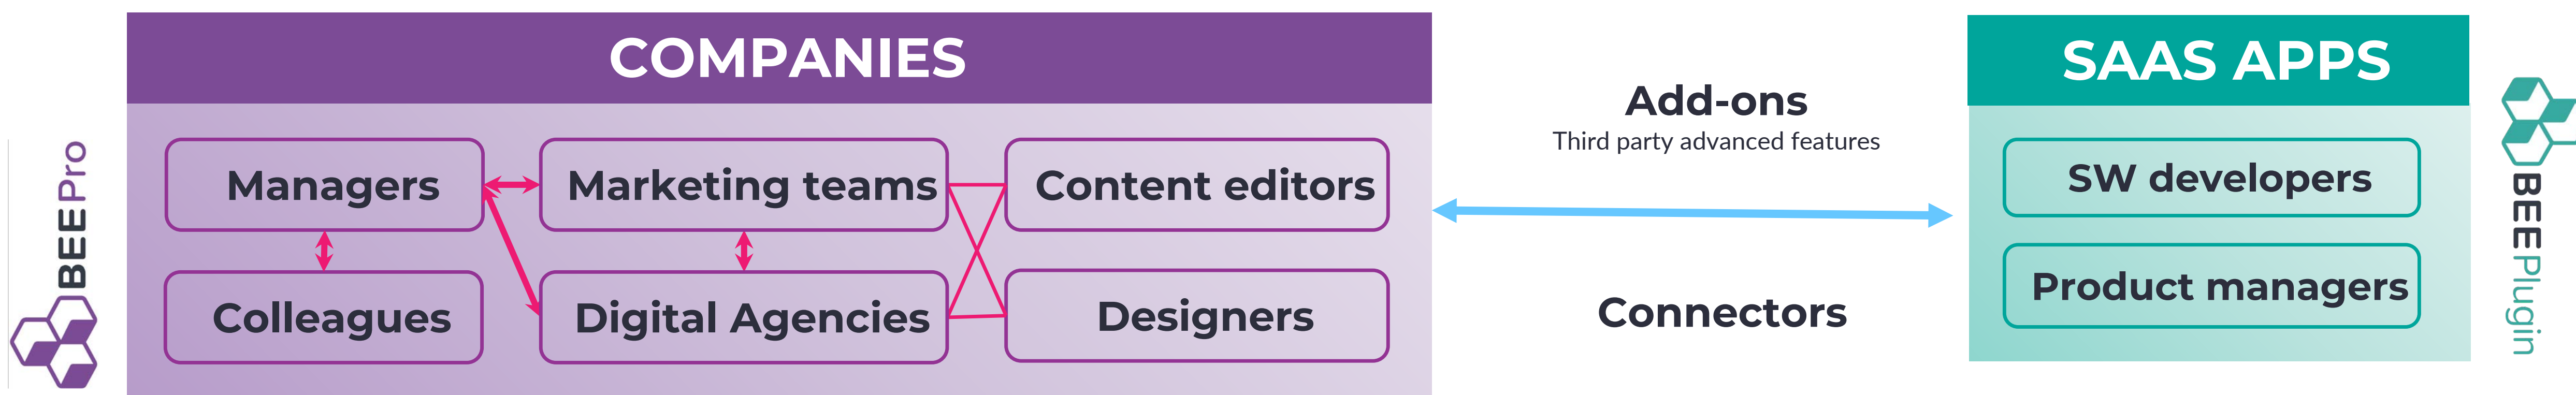 BEEPro
COMPANIES
Managers
Marketing teams
Content editors
Colleagues
Digital Agencies
Designers
Add-ons
Third party advanced features
Connectors
SAAS APPS
SW developers
Product managers
BEEPlugin